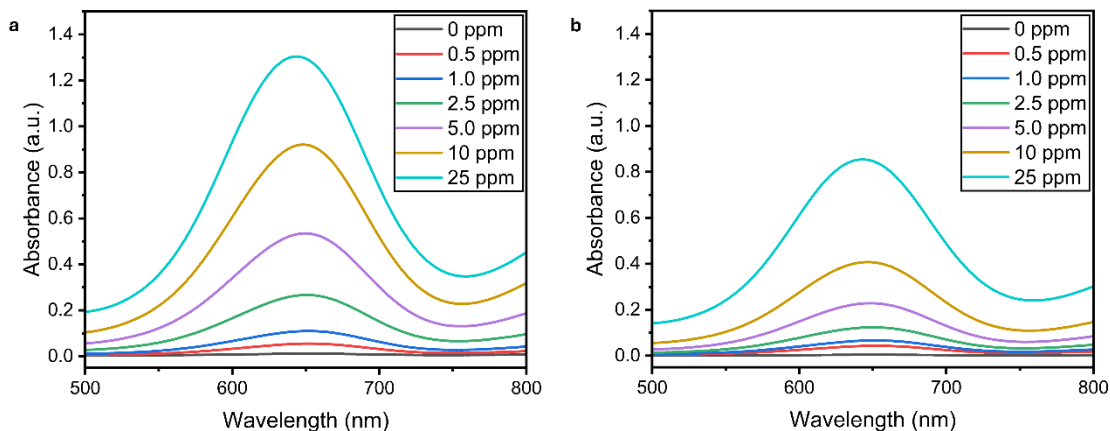 a
Absorbance (a.u.)
1.4
1.2
1.0
0.8
0.6
0.4
0.2
0.0
500
600
700
800
Wavelength (nm)
0 ppm
0.5 ppm
1.0 ppm
2.5 ppm
5.0 ppm
10 ppm
25 ppm
b
Absorbance (a.u.)
1.4
1.2
1.0
0.8
0.6
0.4
0.2
0.0
500
600
700
800
Wavelength (nm)
0 ppm
0.5 ppm
1.0 ppm
2.5 ppm
5.0 ppm
10 ppm
25 ppm